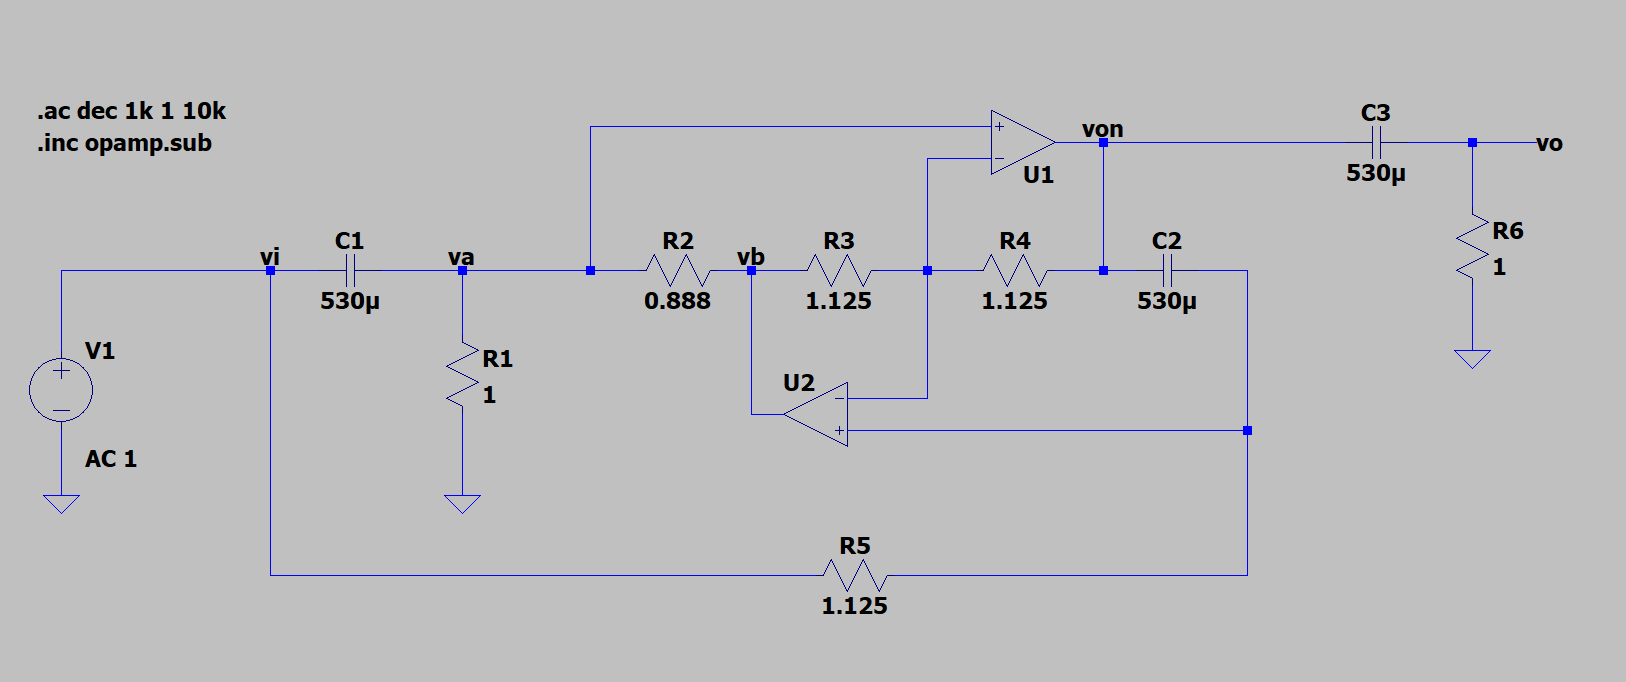 .ac dec 1k 1 10k
.inc opamp.sub
C3
von
vo
530µ
U1
R6
1
vi
C1
va
R2
vb
R3
R4
C2
530µ
0.888
1.125
1.125
530µ
V1
R1
1
U2
AC 1
R5
1.125